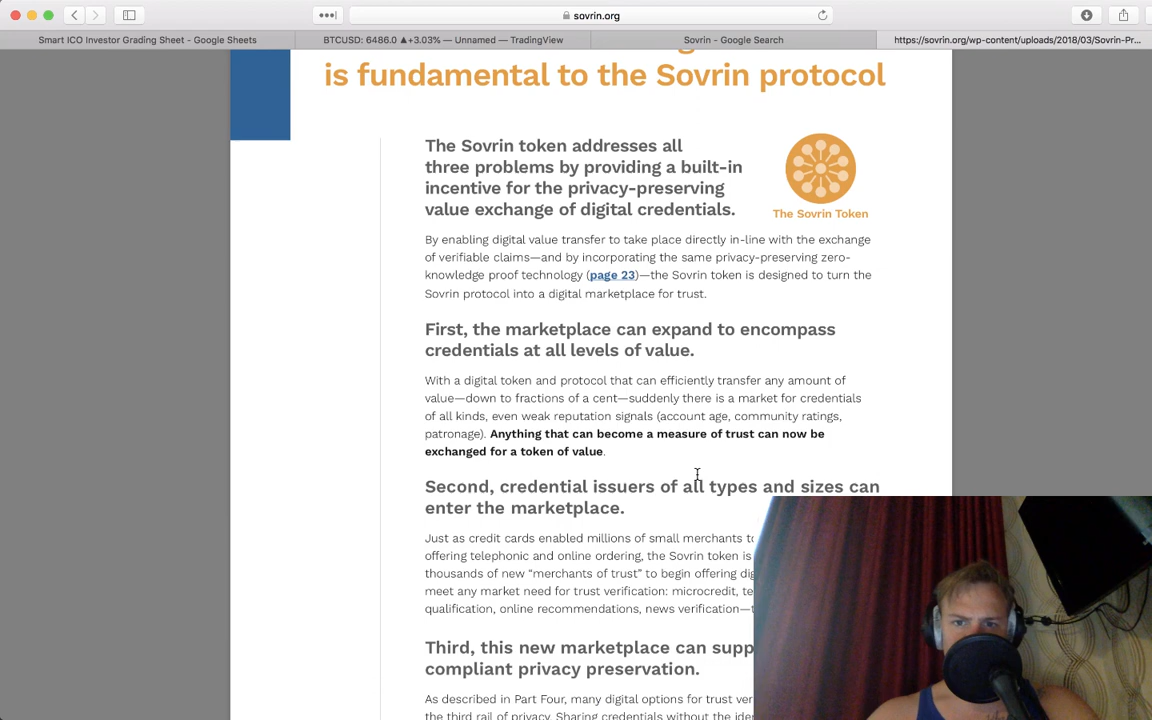 sovrin.org
Smart ICO Investor Grading Sheet - Google Sheets
BTCUSD: 6486.0 ▲+3.03% — Unnamed — TradingView
Sovrin - Google Search
https://sovrin.org/wp-content/uploads/2018/03/Sovrin-Pr...
is fundamental to the Sovrin protocol
The Sovrin token addresses all
three problems by providing a built-in
incentive for the privacy-preserving
value exchange of digital credentials.
The Sovrin Token
By enabling digital value transfer to take place directly in-line with the exchange
of verifiable claims—and by incorporating the same privacy-preserving zero-
knowledge proof technology (page 23)—the Sovrin token is designed to turn the
Sovrin protocol into a digital marketplace for trust.
First, the marketplace can expand to encompass
credentials at all levels of value.
With a digital token and protocol that can efficiently transfer any amount of
value—down to fractions of a cent—suddenly there is a market for credentials
of all kinds, even weak reputation signals (account age, community ratings,
patronage). Anything that can become a measure of trust can now be
exchanged for a token of value.
Second, credential issuers of all types and sizes can
enter the marketplace.
Just as credit cards enabled millions of small merchants to
offering telephonic and online ordering, the Sovrin token is
thousands of new “merchants of trust” to begin offering
meet any market need for trust verification: microcredit,
qualification, online recommendations, news verification—
Third, this new marketplace can
compliant privacy preservation.
As described in Part Four, many digital options for trust
the third rail of privacy. Sharing credentials without the